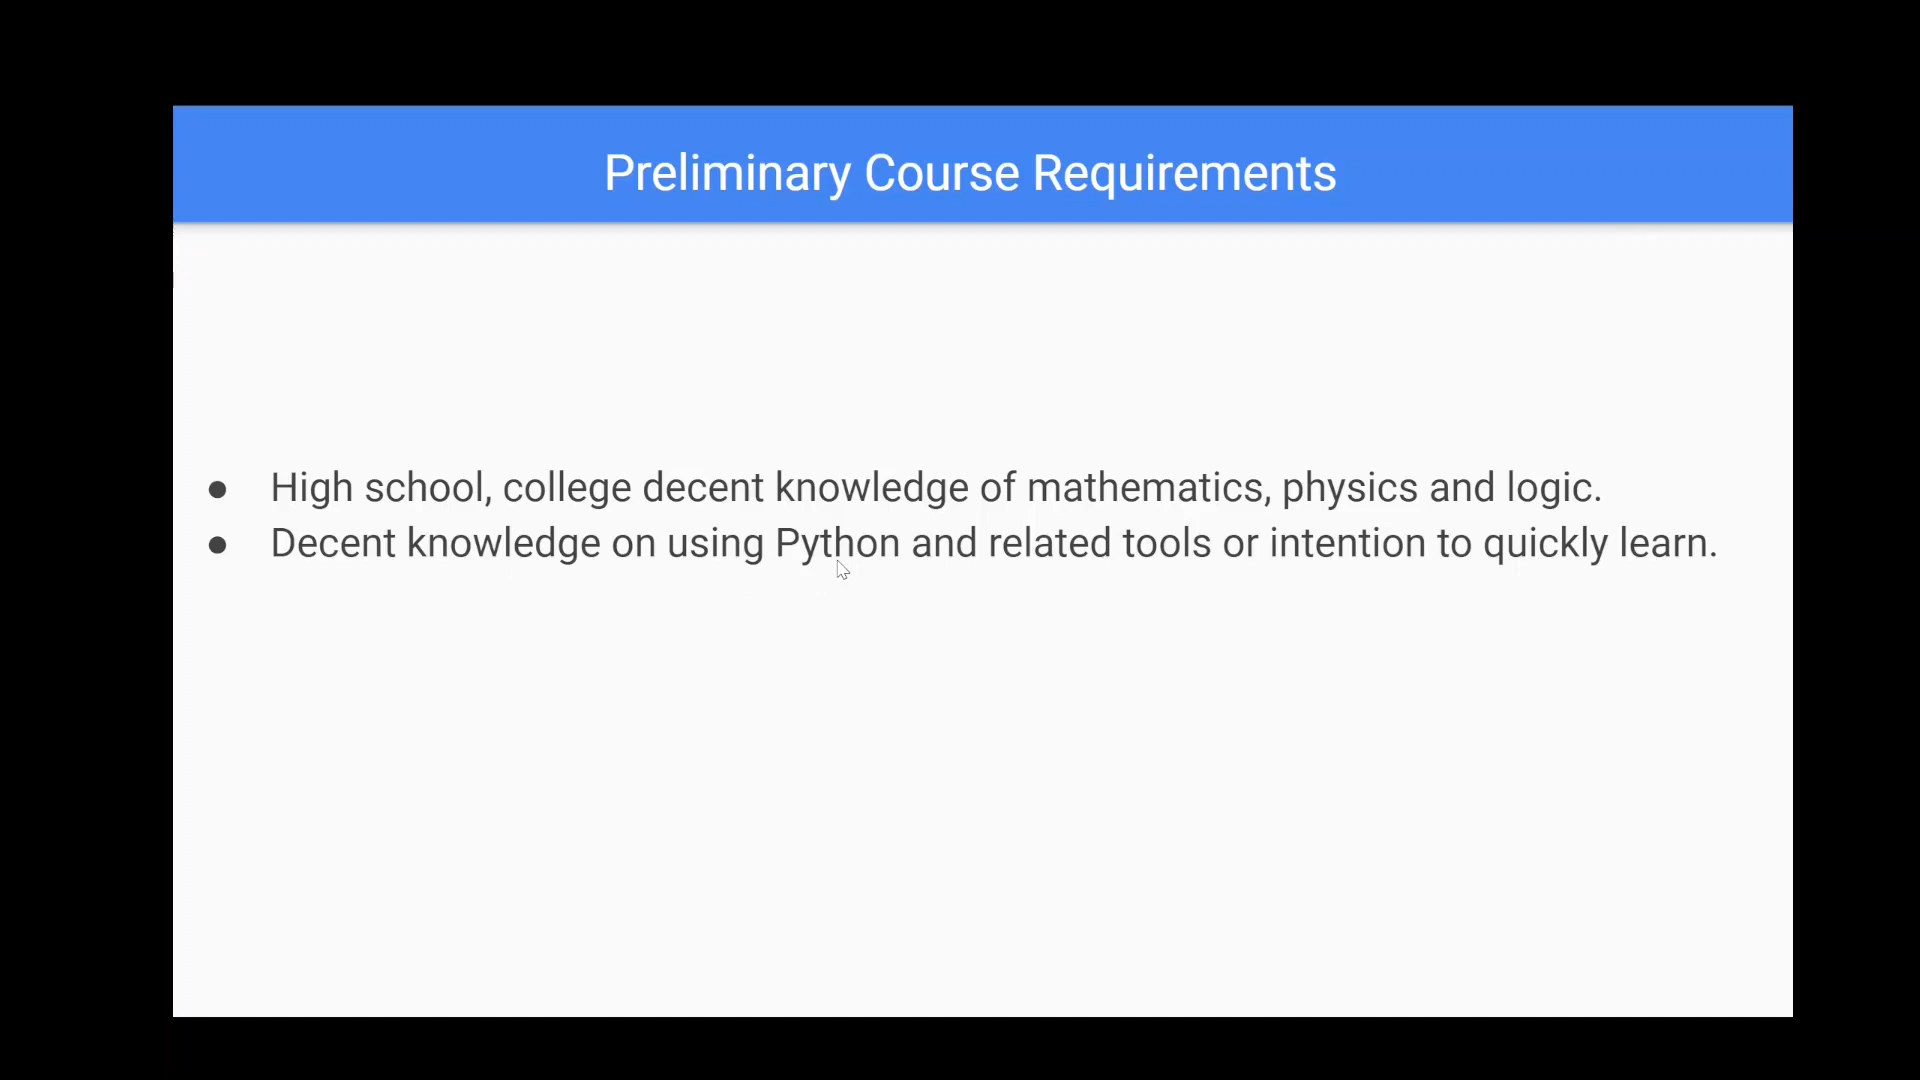 Preliminary Course Requirements
● High school, college decent knowledge of mathematics, physics and logic.
● Decent knowledge on using Python and related tools or intention to quickly learn.